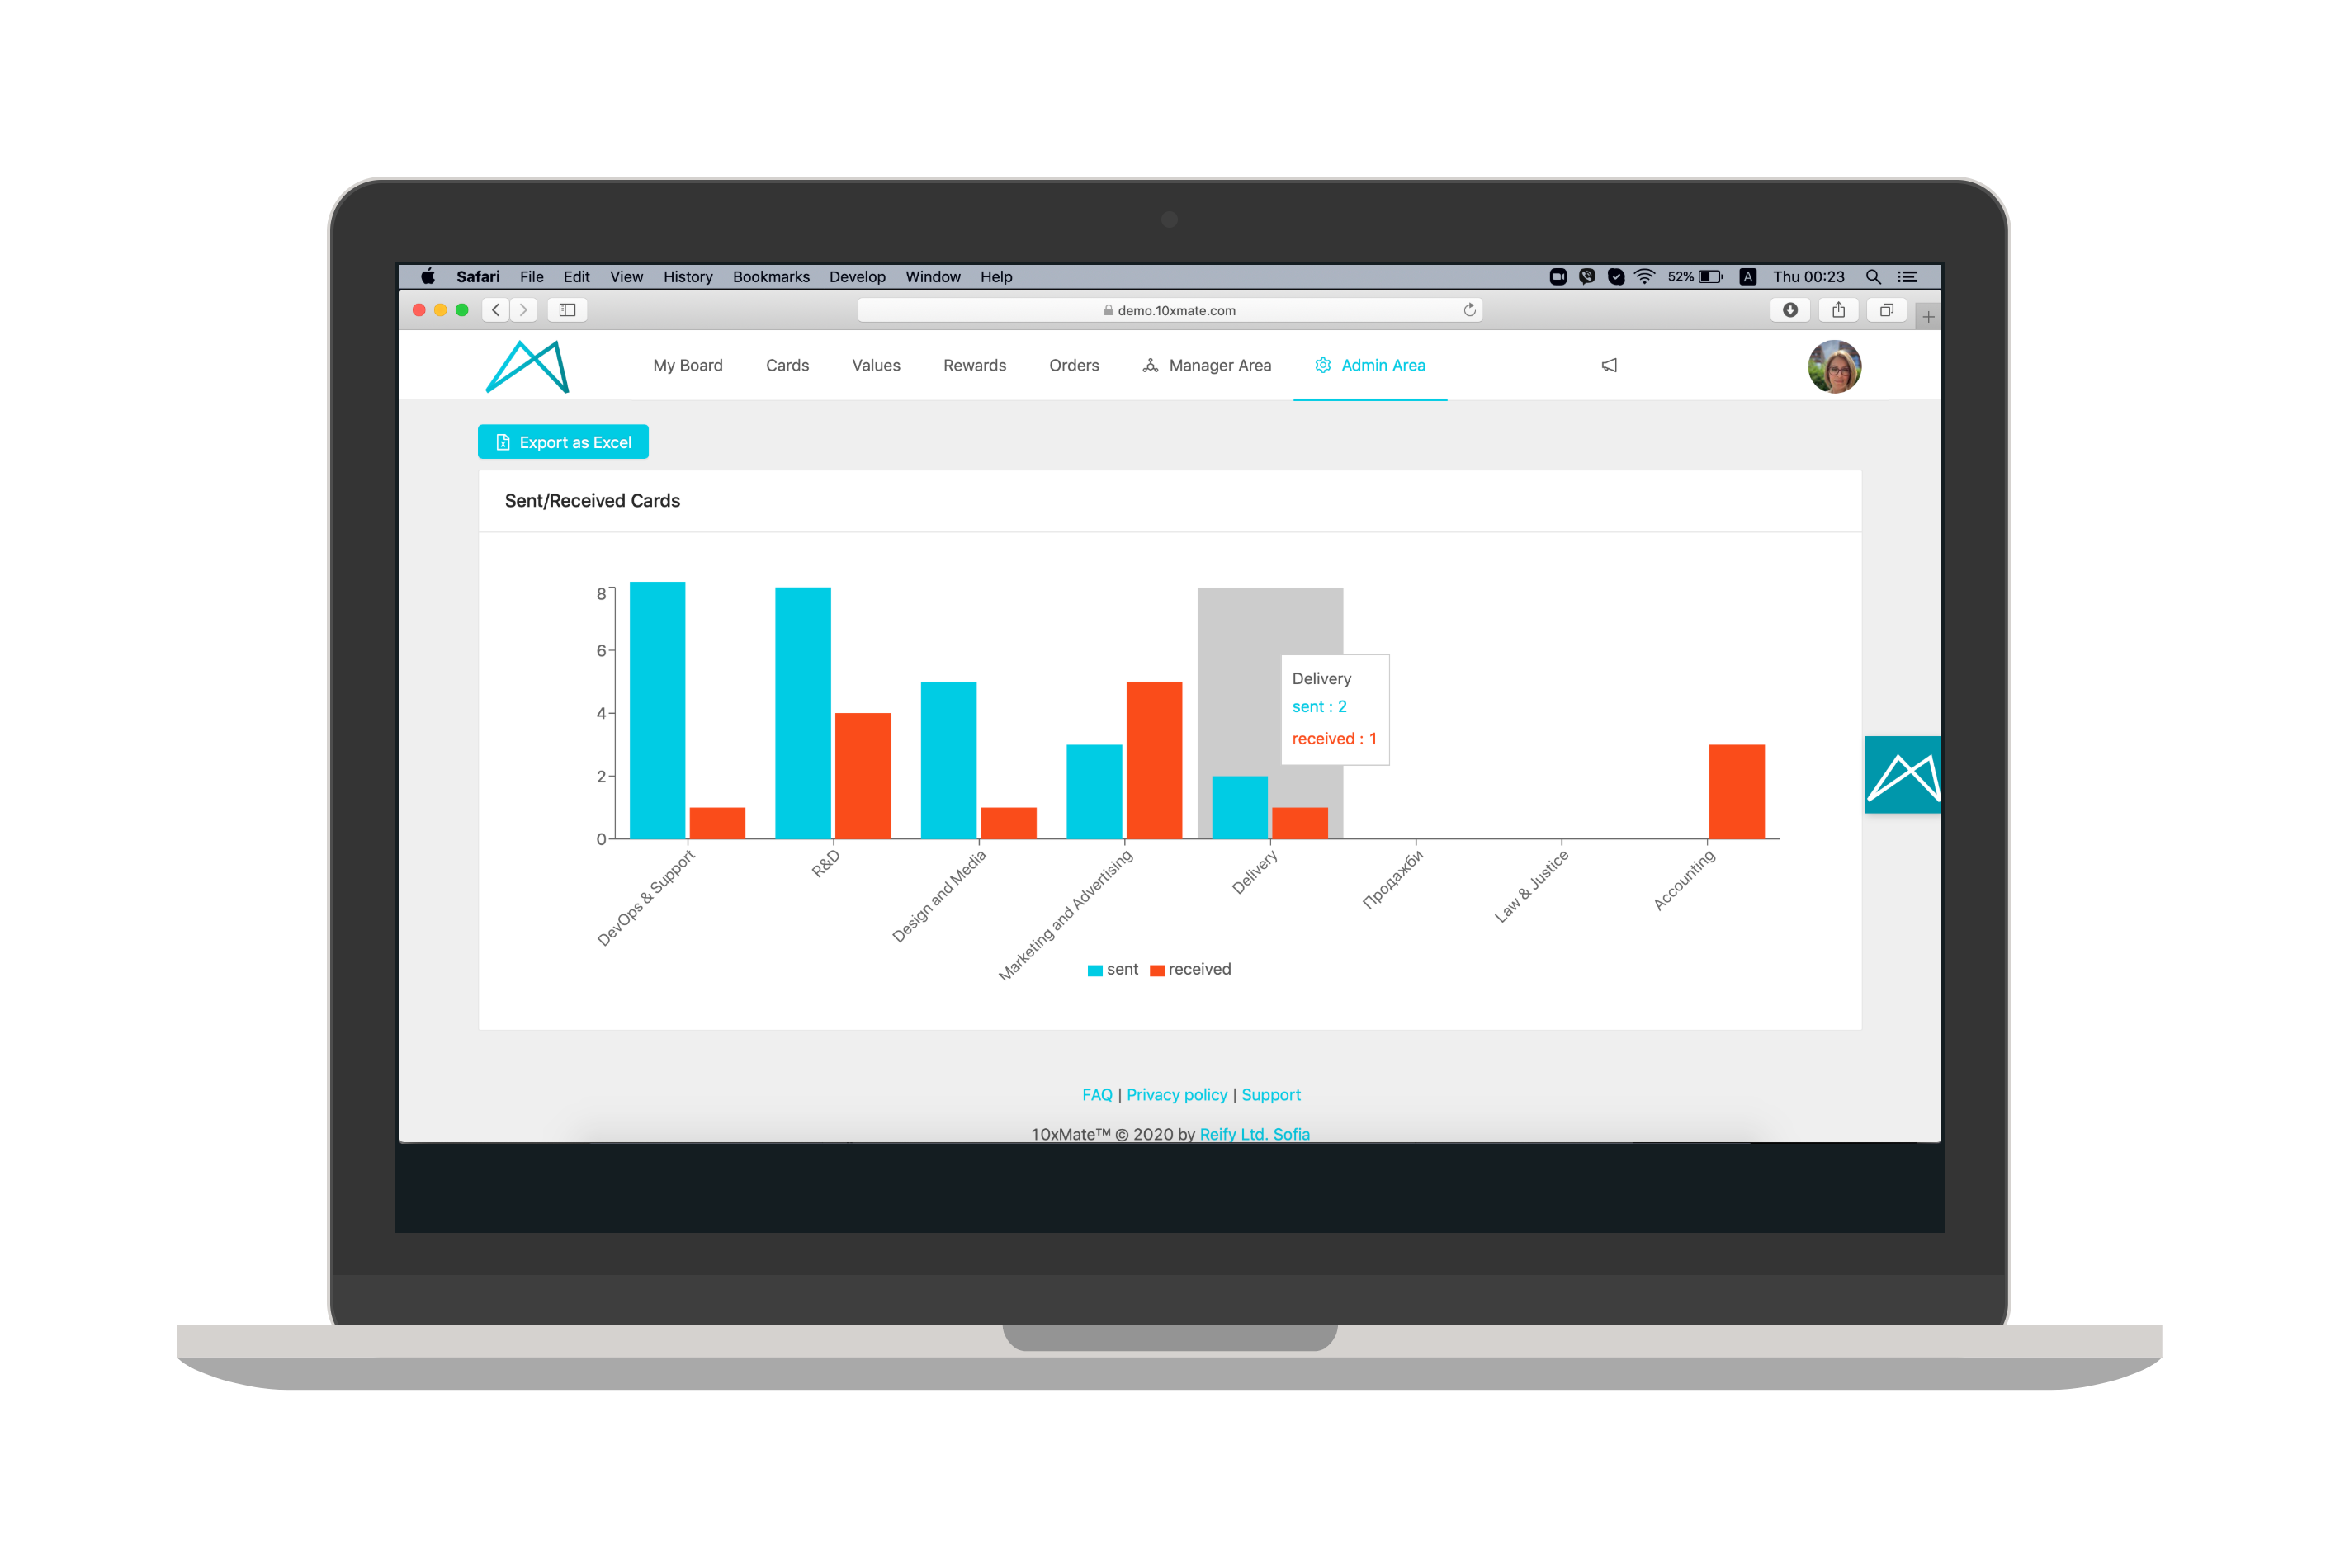 Safari File Edit View History Bookmarks Develop Window Help 52% A Thu 00:23
demo.10xmate.com
My Board Cards Values Rewards Orders Manager Area Admin Area
Export as Excel
Sent/Received Cards
8
6
4
2
0
Delivery
sent : 2
received : 1
DevOps & Support
R&D
Design and Media
Marketing and Advertising
Delivery
Продажби
Law & Justice
Accounting
sent received
FAQ | Privacy policy | Support
10xMate™ © 2020 by Reify Ltd. Sofia